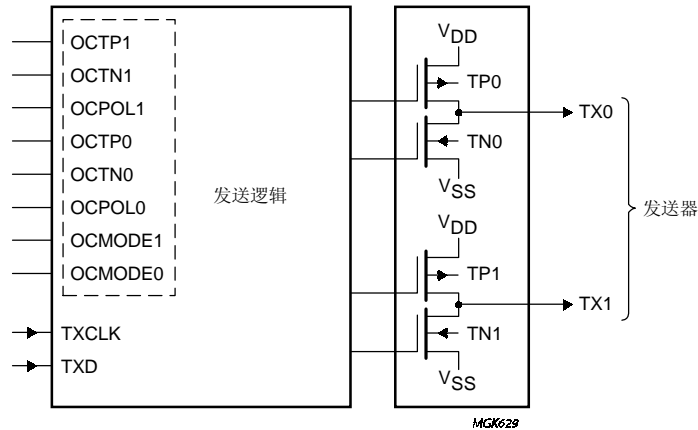 OCTP1
OCTN1
OCPOL1
OCTP0
OCTN0
OCPOL0
OCMODE1
OCMODE0
TXCLK
TXD
发送逻辑
VDD
TP0
TX0
TN0
VSS
VDD
TP1
TX1
TN1
VSS
发送器
MGK629